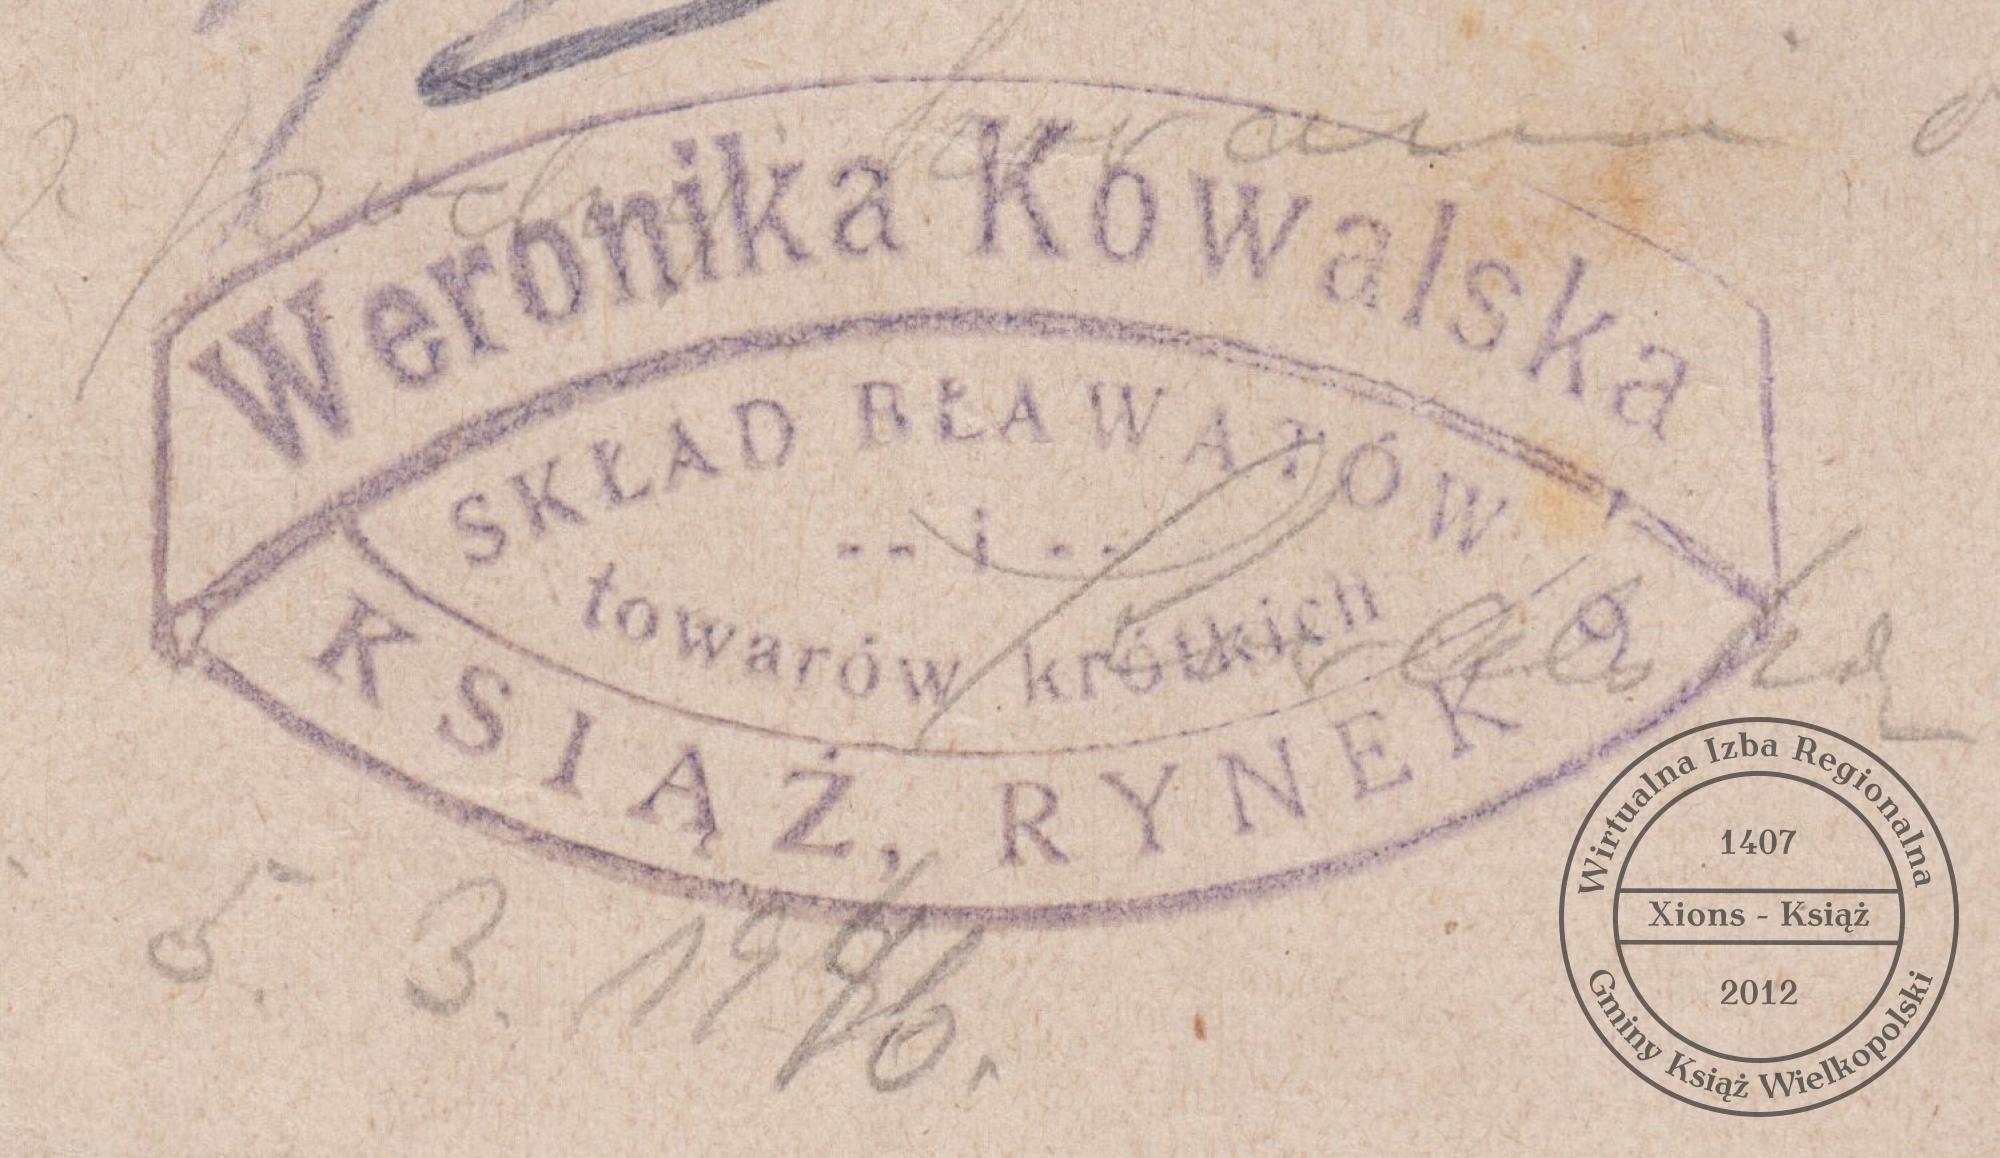 Weronika Kowalska
SKŁAD BŁAWATÓW
-- i --
towarów krótkich
KSIĄŻ, RYNEK 9
5. 3. 1946.
Wirtualna Izba Regionalna
1407
Xions - Książ
2012
Gminy Książ Wielkopolski